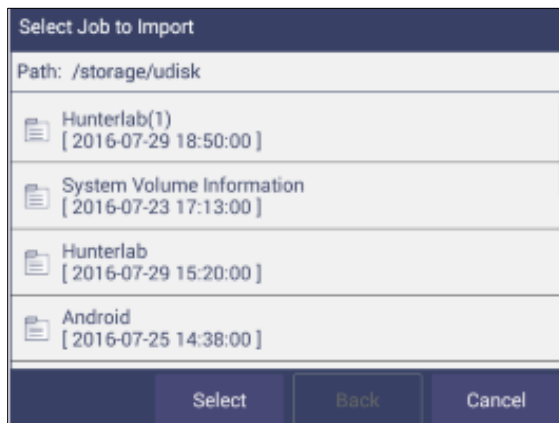 Select Job to Import
Path: /storage/udisk
Hunterlab(1)
[ 2016-07-29 18:50:00 ]
System Volume Information
[ 2016-07-23 17:13:00 ]
Hunterlab
[ 2016-07-29 15:20:00 ]
Android
[ 2016-07-25 14:38:00 ]
Select Back Cancel